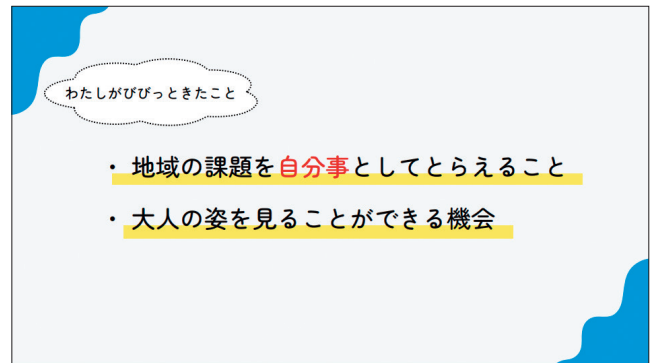 わたしがびびっときたこと
・ 地域の課題を自分事としてとらえること
・ 大人の姿を見ることができる機会